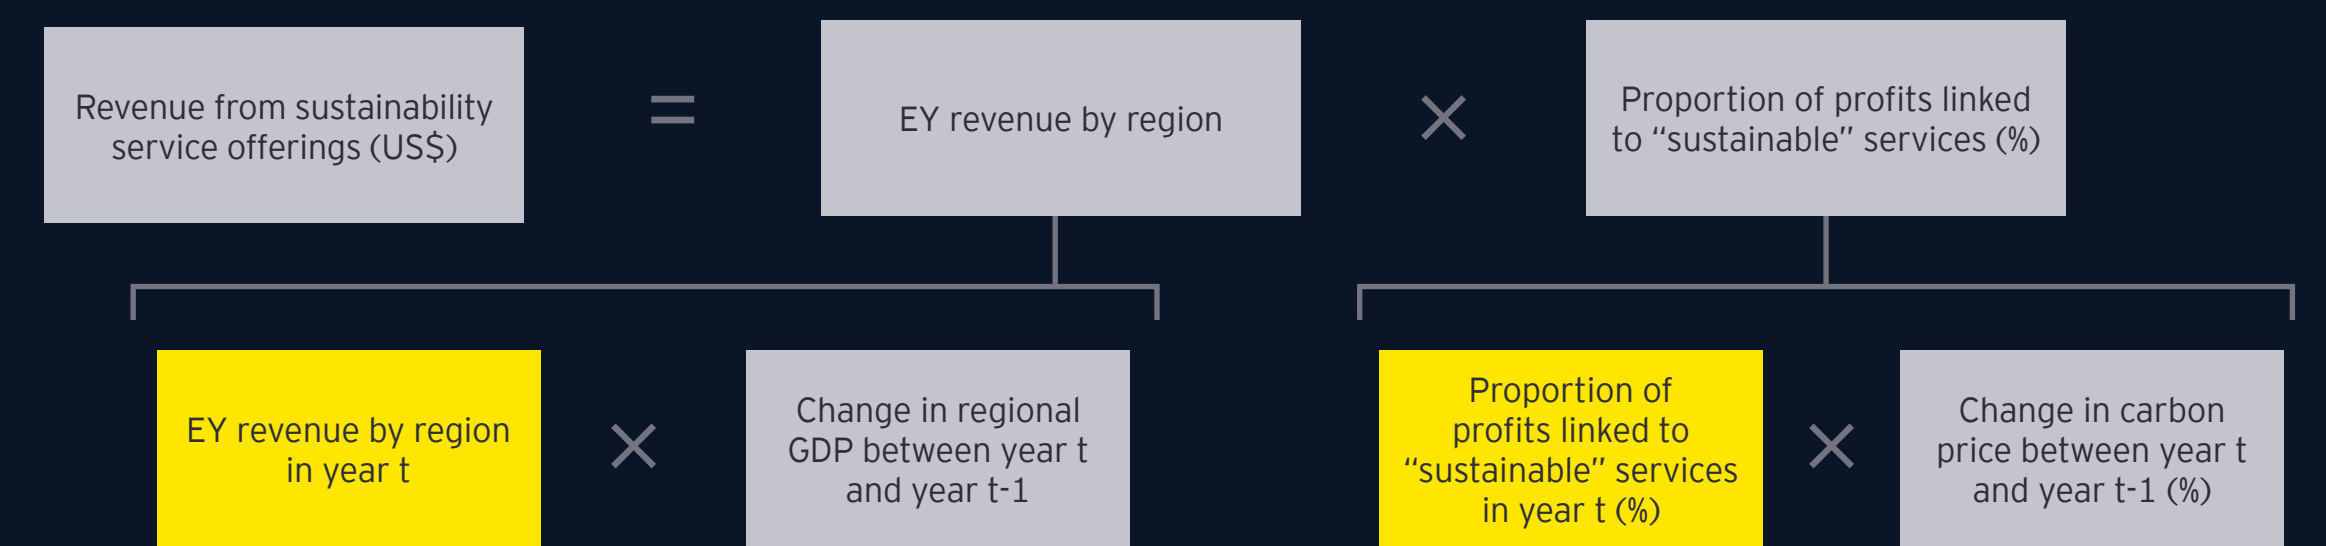 Revenue from sustainability
service offerings (US$)
=
EY revenue by region
×
Proportion of profits linked
to “sustainable” services (%)
EY revenue by region
in year t
×
Change in regional
GDP between year t
and year t-1
Proportion of
profits linked to
“sustainable” services
in year t (%)
×
Change in carbon
price between year t
and year t-1 (%)